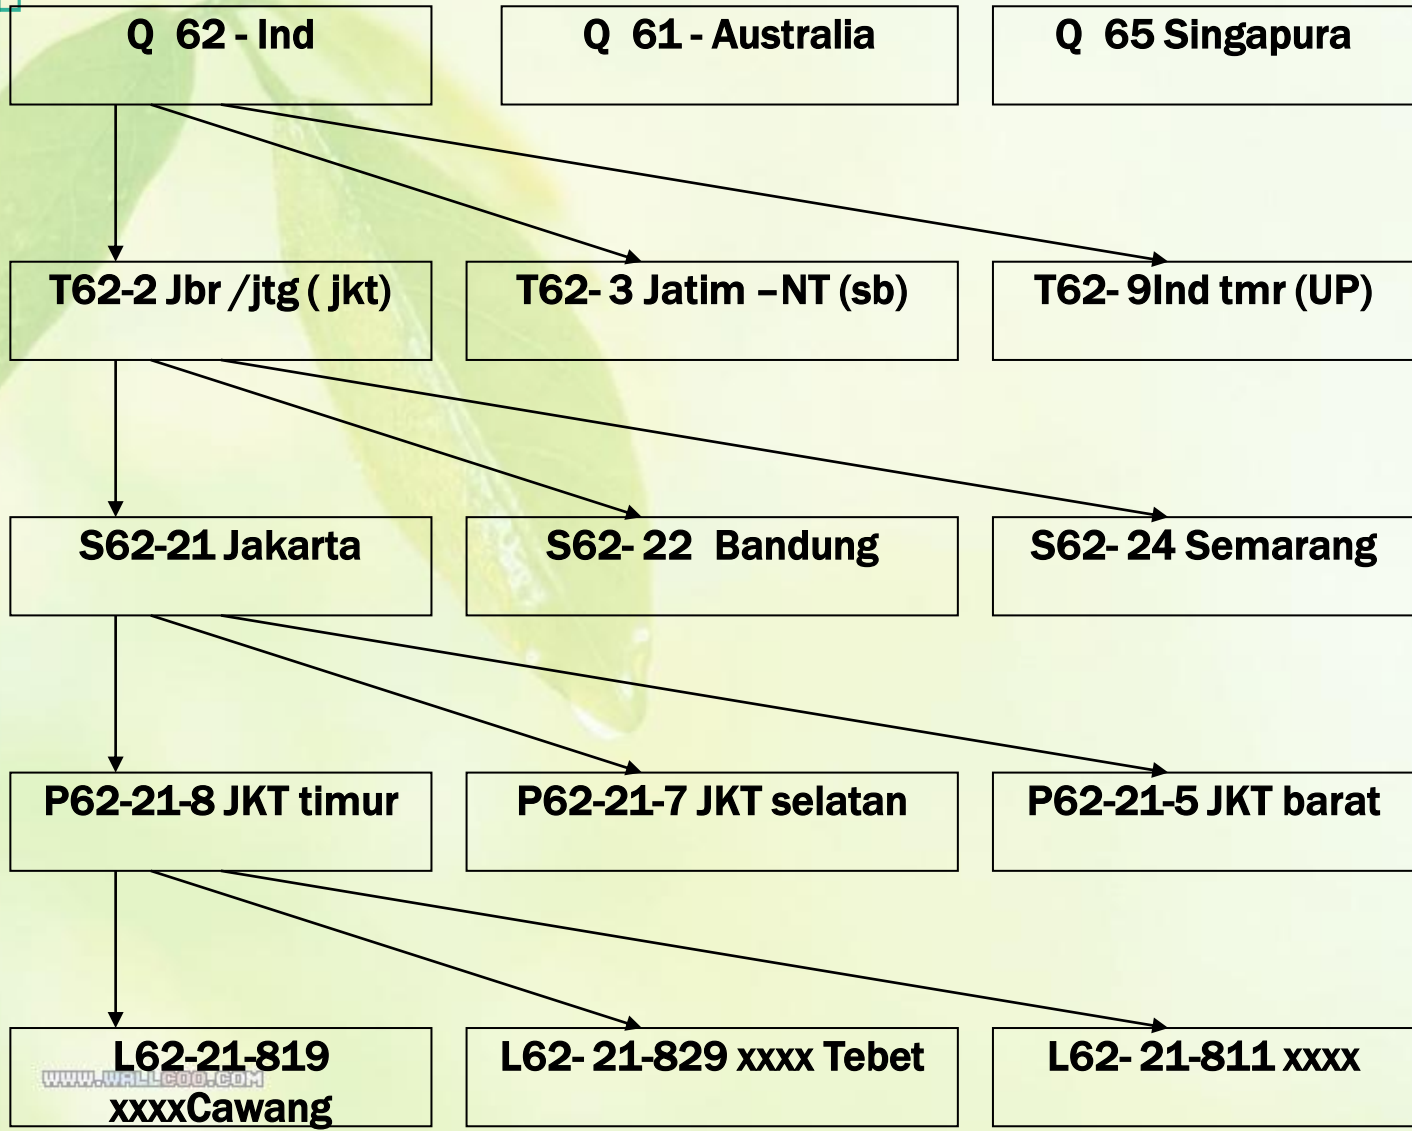 Q 62 - Ind
Q 61 - Australia
Q 65 Singapura
T62-2 Jbr /jtg ( jkt)
T62- 3 Jatim –NT (sb)
T62- 9Ind tmr (UP)
S62-21 Jakarta
S62- 22 Bandung
S62- 24 Semarang
P62-21-8 JKT timur
P62-21-7 JKT selatan
P62-21-5 JKT barat
L62-21-819
xxxxCawang
L62- 21-829 xxxx Tebet
L62- 21-811 xxxx
WWW.WALLCOO.COM